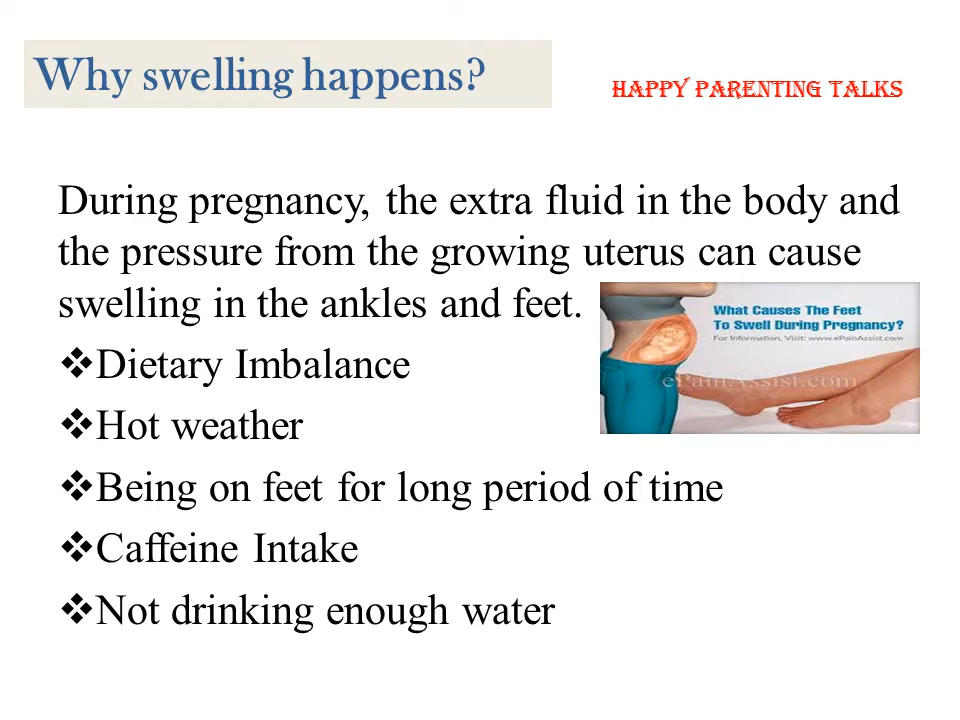 Why swelling happens?
HAPPY PARENTING TALKS
During pregnancy, the extra fluid in the body and
the pressure from the growing uterus can cause
swelling in the ankles and feet.
What Causes The Feet
To Swell During Pregnancy?
For Information, Visit: www.ePainAssist.com
ePainAssist.com
❖Dietary Imbalance
❖Hot weather
❖Being on feet for long period of time
❖Caffeine Intake
❖Not drinking enough water